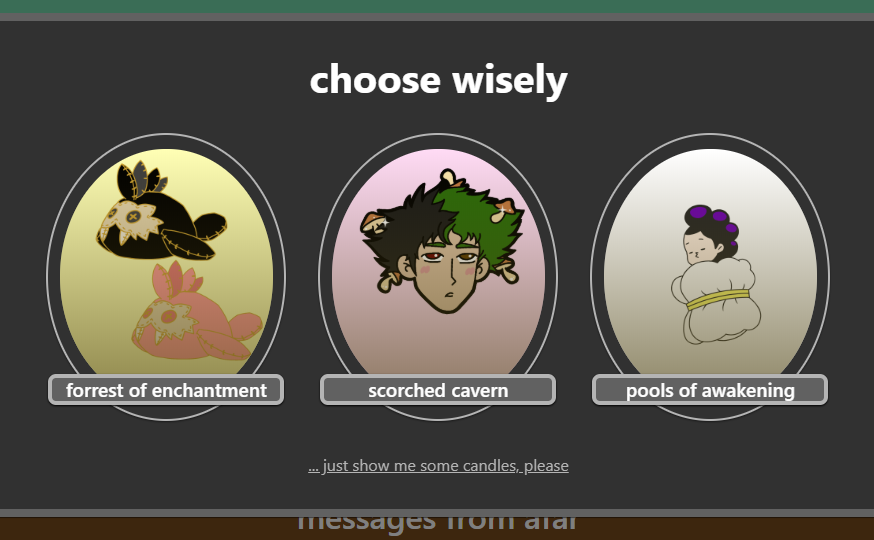 choose wisely
forrest of enchantment
scorched cavern
pools of awakening
... just show me some candles, please
messages from afar